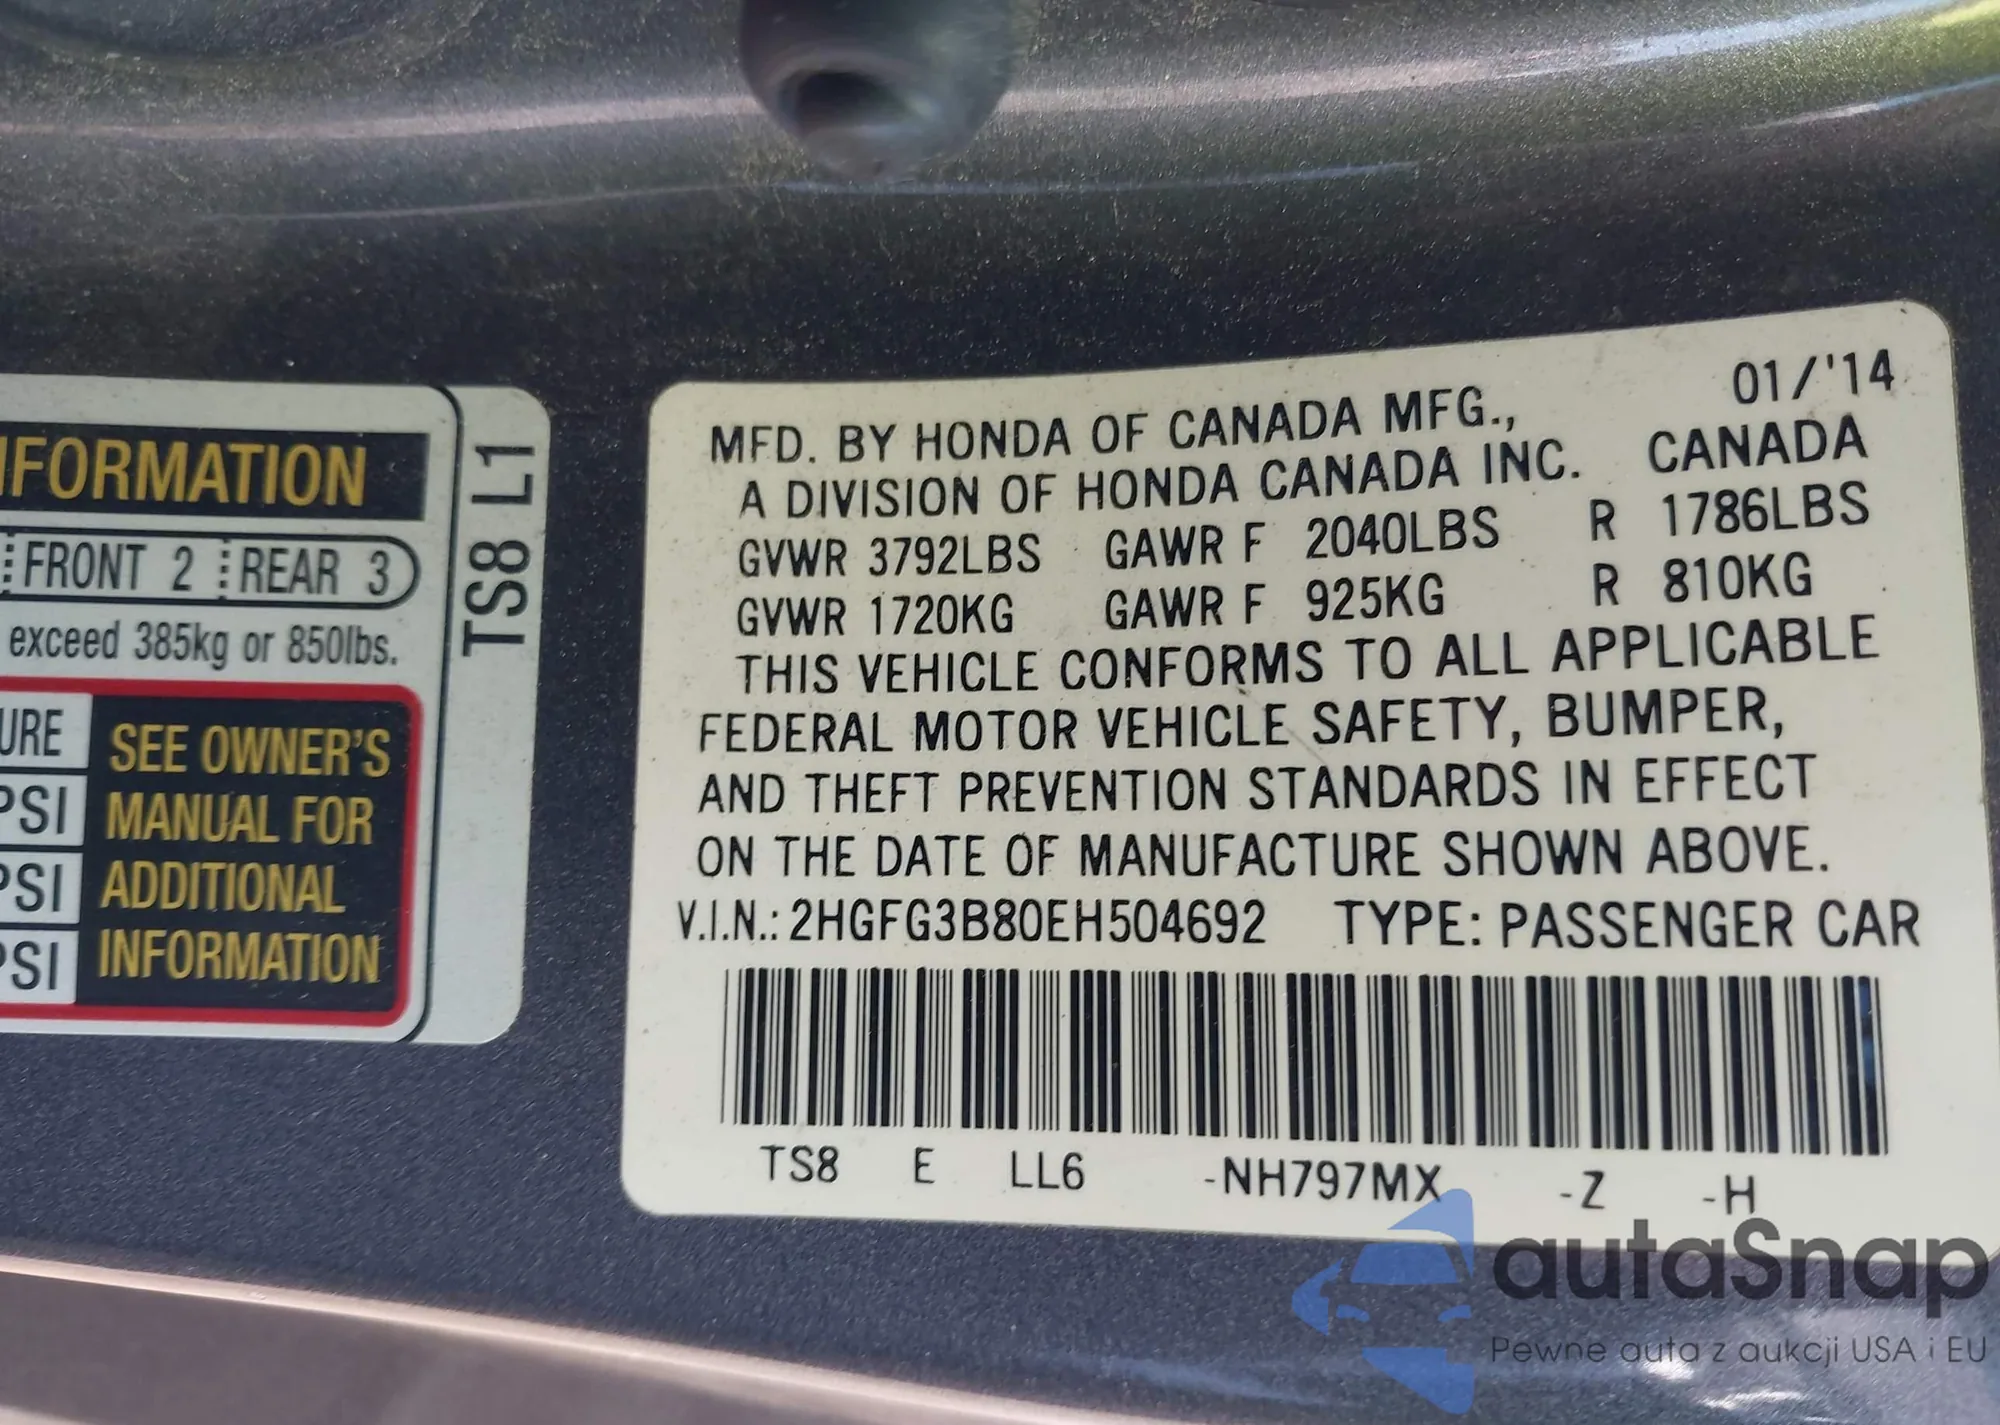 INFORMATION
FRONT 2 REAR 3
exceed 385kg or 850lbs.
SEE OWNER'S
MANUAL FOR
ADDITIONAL
INFORMATION
PSI
PSI
PSI
TS8 L1
01/'14
MFD. BY HONDA OF CANADA MFG.,
A DIVISION OF HONDA CANADA INC. CANADA
GVWR 3792LBS GAWR F 2040LBS R 1786LBS
GVWR 1720KG GAWR F 925KG R 810KG
THIS VEHICLE CONFORMS TO ALL APPLICABLE
FEDERAL MOTOR VEHICLE SAFETY, BUMPER,
AND THEFT PREVENTION STANDARDS IN EFFECT
ON THE DATE OF MANUFACTURE SHOWN ABOVE.
V.I.N.: 2HGFG3B80EH504692 TYPE: PASSENGER CAR
TS8 E LL6 -NH797MX -Z -H
autaSnap
Pewne auta z aukcji USA i EU